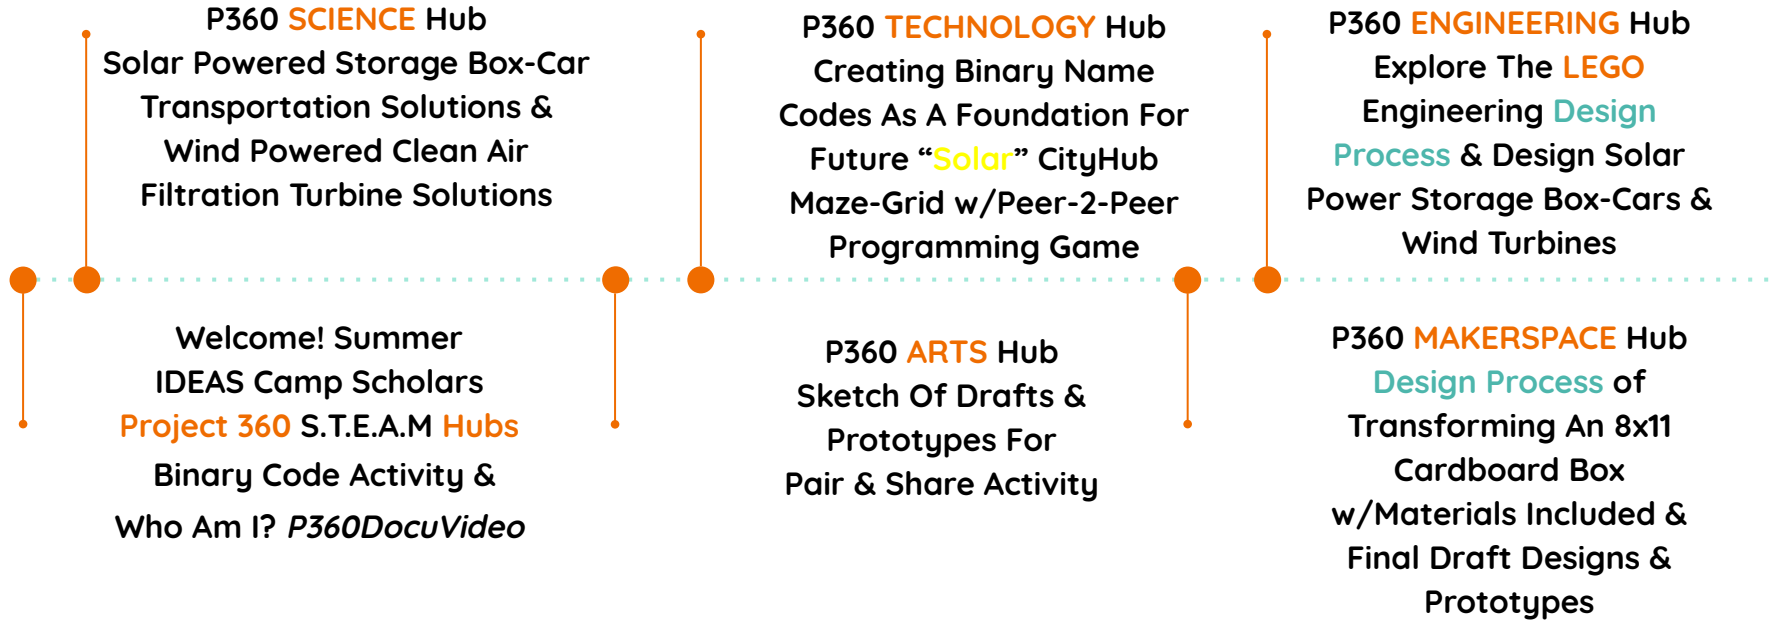 P360 SCIENCE Hub
Solar Powered Storage Box-Car
Transportation Solutions &
Wind Powered Clean Air
Filtration Turbine Solutions
P360 TECHNOLOGY Hub
Creating Binary Name
Codes As A Foundation For
Future “Solar” CityHub
Maze-Grid w/Peer-2-Peer
Programming Game
P360 ENGINEERING Hub
Explore The LEGO
Engineering Design
Process & Design Solar
Power Storage Box-Cars &
Wind Turbines
Welcome! Summer
IDEAS Camp Scholars
Project 360 S.T.E.A.M Hubs
Binary Code Activity &
Who Am I? P360DocuVideo
P360 ARTS Hub
Sketch Of Drafts &
Prototypes For
Pair & Share Activity
P360 MAKERSPACE Hub
Design Process of
Transforming An 8x11
Cardboard Box
w/Materials Included &
Final Draft Designs &
Prototypes